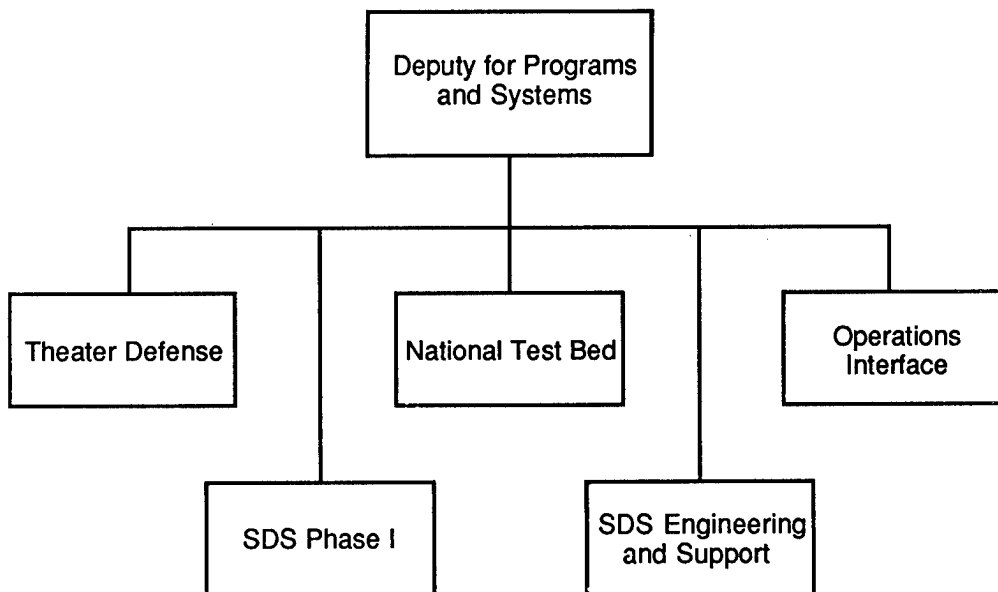 Deputy for Programs
and Systems
Theater Defense
National Test Bed
Operations
Interface
SDS Phase I
SDS Engineering
and Support